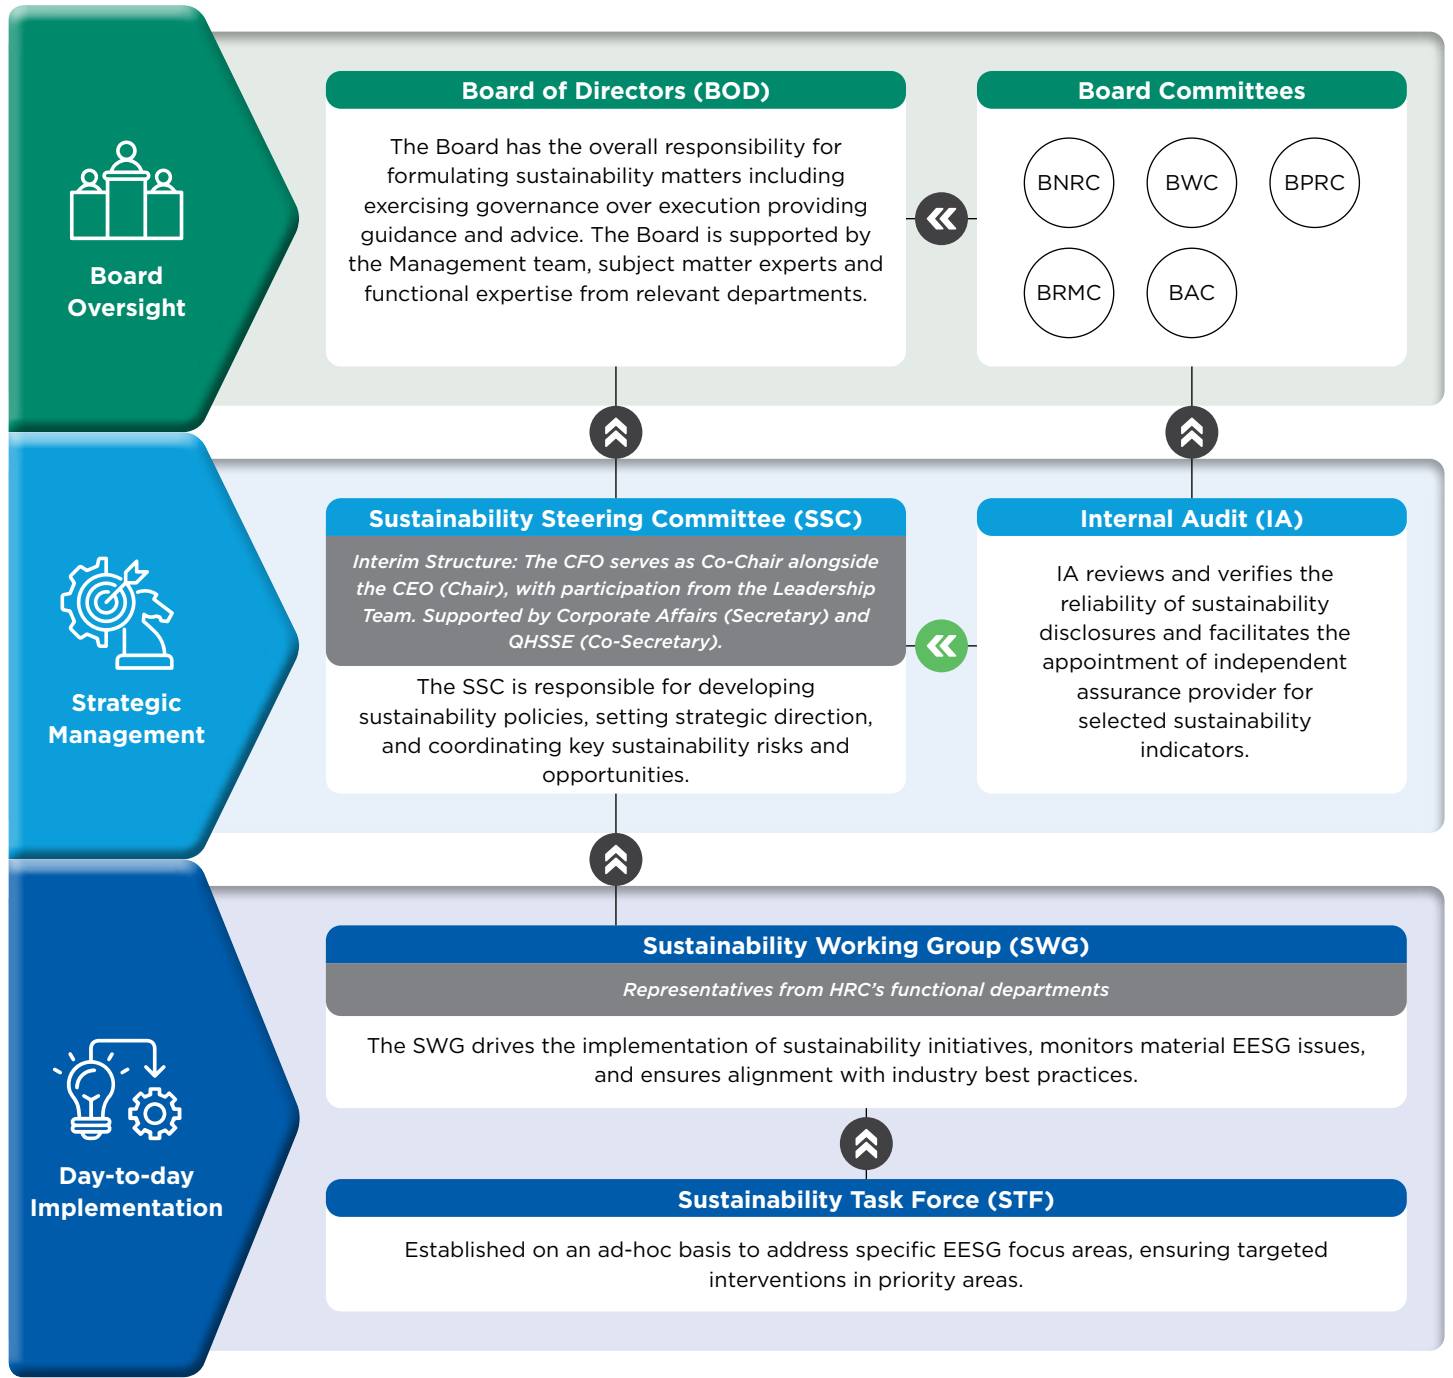 Board
Oversight
Board of Directors (BOD)
The Board has the overall responsibility for
formulating sustainability matters including
exercising governance over execution providing
guidance and advice. The Board is supported by
the Management team, subject matter experts and
functional expertise from relevant departments.
Board Committees
BNRC
BWC
BPRC
BRMC
BAC
Strategic
Management
Sustainability Steering Committee (SSC)
Interim Structure: The CFO serves as Co-Chair alongside
the CEO (Chair), with participation from the Leadership
Team. Supported by Corporate Affairs (Secretary) and
QHSSE (Co-Secretary).
The SSC is responsible for developing
sustainability policies, setting strategic direction,
and coordinating key sustainability risks and
opportunities.
Internal Audit (IA)
IA reviews and verifies the
reliability of sustainability
disclosures and facilitates the
appointment of independent
assurance provider for
selected sustainability
indicators.
Day-to-day
Implementation
Sustainability Working Group (SWG)
Representatives from HRC’s functional departments
The SWG drives the implementation of sustainability initiatives, monitors material EESG issues,
and ensures alignment with industry best practices.
Sustainability Task Force (STF)
Established on an ad-hoc basis to address specific EESG focus areas, ensuring targeted
interventions in priority areas.